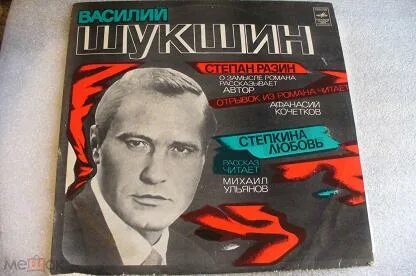 ВАСИЛИЙ
ШУКШИН
СТЕПАН РАЗИН
О ЗАМЫСЛЕ РОМАНА
РАССКАЗЫВАЕТ
АВТОР
ОТРЫВОК ИЗ РОМАНА ЧИТАЕТ
АФАНАСИЙ
КОЧЕТКОВ
СТЕПКИНА
ЛЮБОВЬ
РАССКАЗ
ЧИТАЕТ
МИХАИЛ
УЛЬЯНОВ